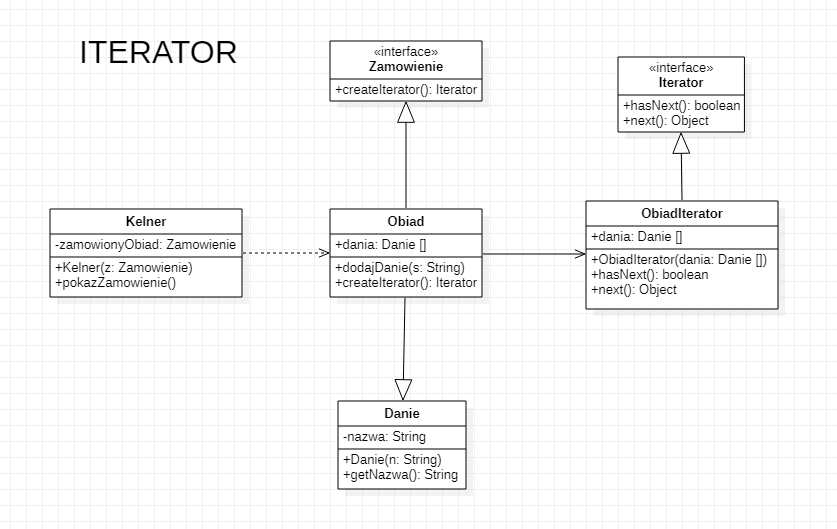 ITERATOR
«interface»
Zamowienie
+createIterator(): Iterator
«interface»
Iterator
+hasNext(): boolean
+next(): Object
Kelner
-zamowionyObiad: Zamowienie
+Kelner(z: Zamowienie)
+pokazZamowienie()
Obiad
+dania: Danie []
+dodajDanie(s: String)
+createIterator(): Iterator
ObiadIterator
+dania: Danie []
+ObiadIterator(dania: Danie [])
+hasNext(): boolean
+next(): Object
Danie
-nazwa: String
+Danie(n: String)
+getNazwa(): String